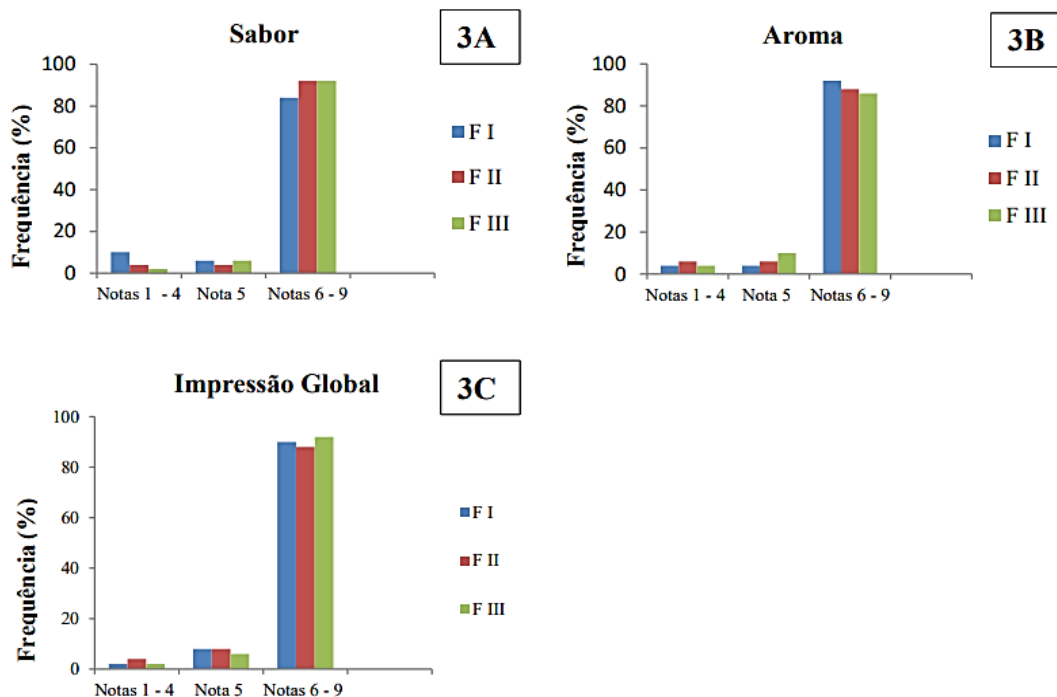 Sabor
3A
Frequência (%)
100
80
60
40
20
0
Notas 1 - 4
Nota 5
Notas 6 - 9
F I
F II
F III
Aroma
3B
Frequência (%)
100
80
60
40
20
0
Notas 1 - 4
Nota 5
Notas 6 - 9
F I
F II
F III
Impressão Global
3C
Frequência (%)
100
80
60
40
20
0
Notas 1 - 4
Nota 5
Notas 6 - 9
F I
F II
F III